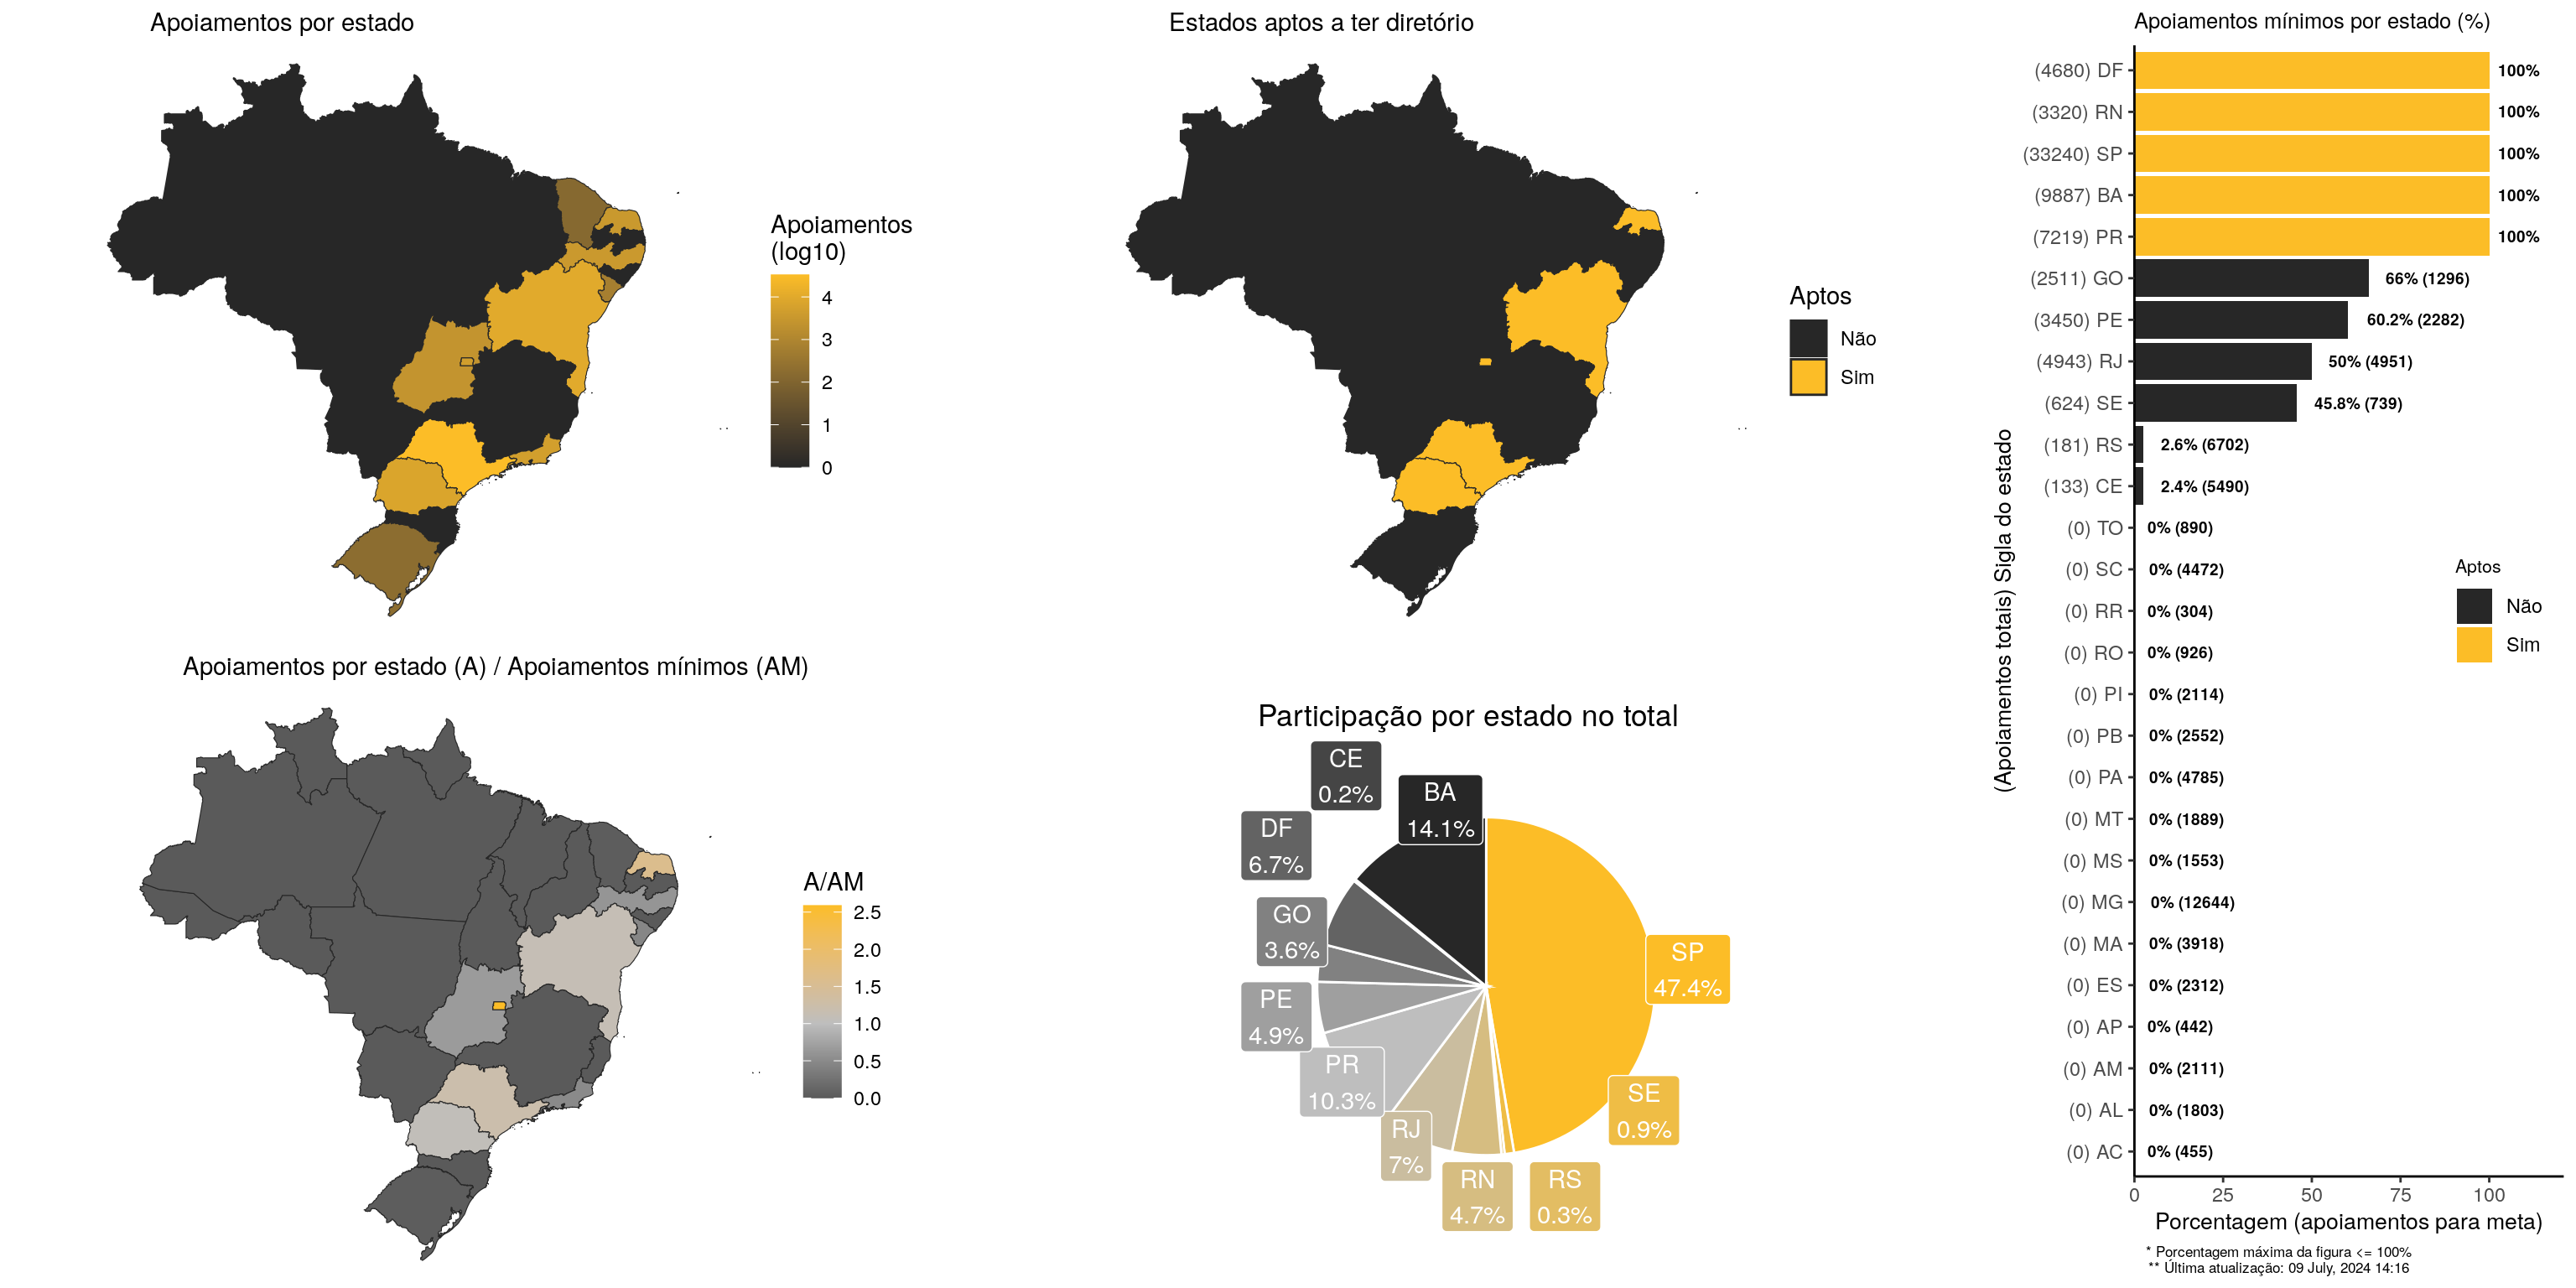 Apoiamentos por estado
Apoiamentos
(log10)
4
3
2
1
0
Estados aptos a ter diretório
Aptos
Não
Sim
Apoiamentos por estado (A) / Apoiamentos mínimos (AM)
A/AM
2.5
2.0
1.5
1.0
0.5
0.0
Participação por estado no total
CE
0.2%
BA
14.1%
DF
6.7%
GO
3.6%
PE
4.9%
PR
10.3%
RJ
7%
RN
4.7%
RS
0.3%
SE
0.9%
SP
47.4%
Apoiamentos mínimos por estado (%)
(Apoiamentos totais) Sigla do estado
(4680) DF 100%
(3320) RN 100%
(33240) SP 100%
(9887) BA 100%
(7219) PR 100%
(2511) GO 66% (1296)
(3450) PE 60.2% (2282)
(4943) RJ 50% (4951)
(624) SE 45.8% (739)
(181) RS 2.6% (6702)
(133) CE 2.4% (5490)
(0) TO 0% (890)
(0) SC 0% (4472)
(0) RR 0% (304)
(0) RO 0% (926)
(0) PI 0% (2114)
(0) PB 0% (2552)
(0) PA 0% (4785)
(0) MT 0% (1889)
(0) MS 0% (1553)
(0) MG 0% (12644)
(0) MA 0% (3918)
(0) ES 0% (2312)
(0) AP 0% (442)
(0) AM 0% (2111)
(0) AL 0% (1803)
(0) AC 0% (455)
Aptos
Não
Sim
0 25 50 75 100
Porcentagem (apoiamentos para meta)
* Porcentagem máxima da figura <= 100%
** Última atualização: 09 July, 2024 14:16